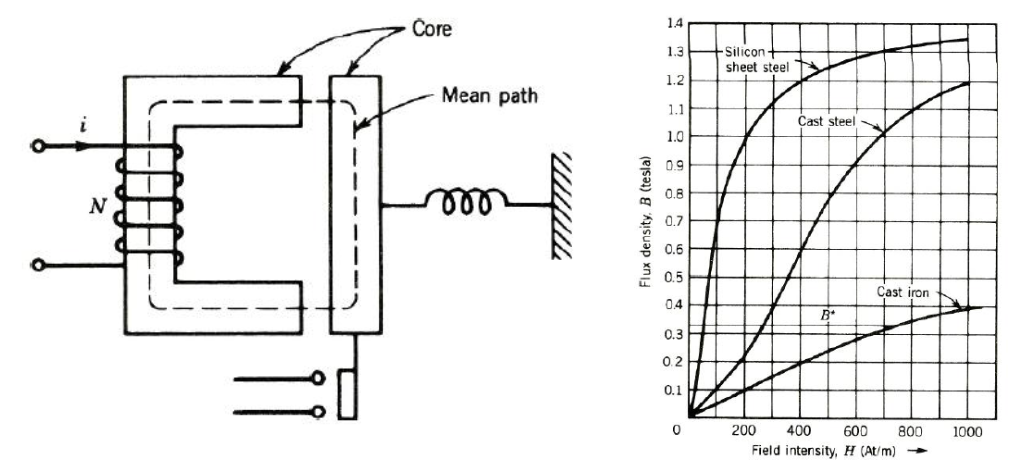 Core
Mean path
i
N
1.4
1.3
1.2
1.1
1.0
0.9
0.8
0.7
0.6
0.5
0.4
0.3
0.2
0.1
0
200
400
600
800
1000
Flux density, B (tesla)
Field intensity, H (At/m)
Silicon
sheet steel
Cast steel
Cast iron
B*